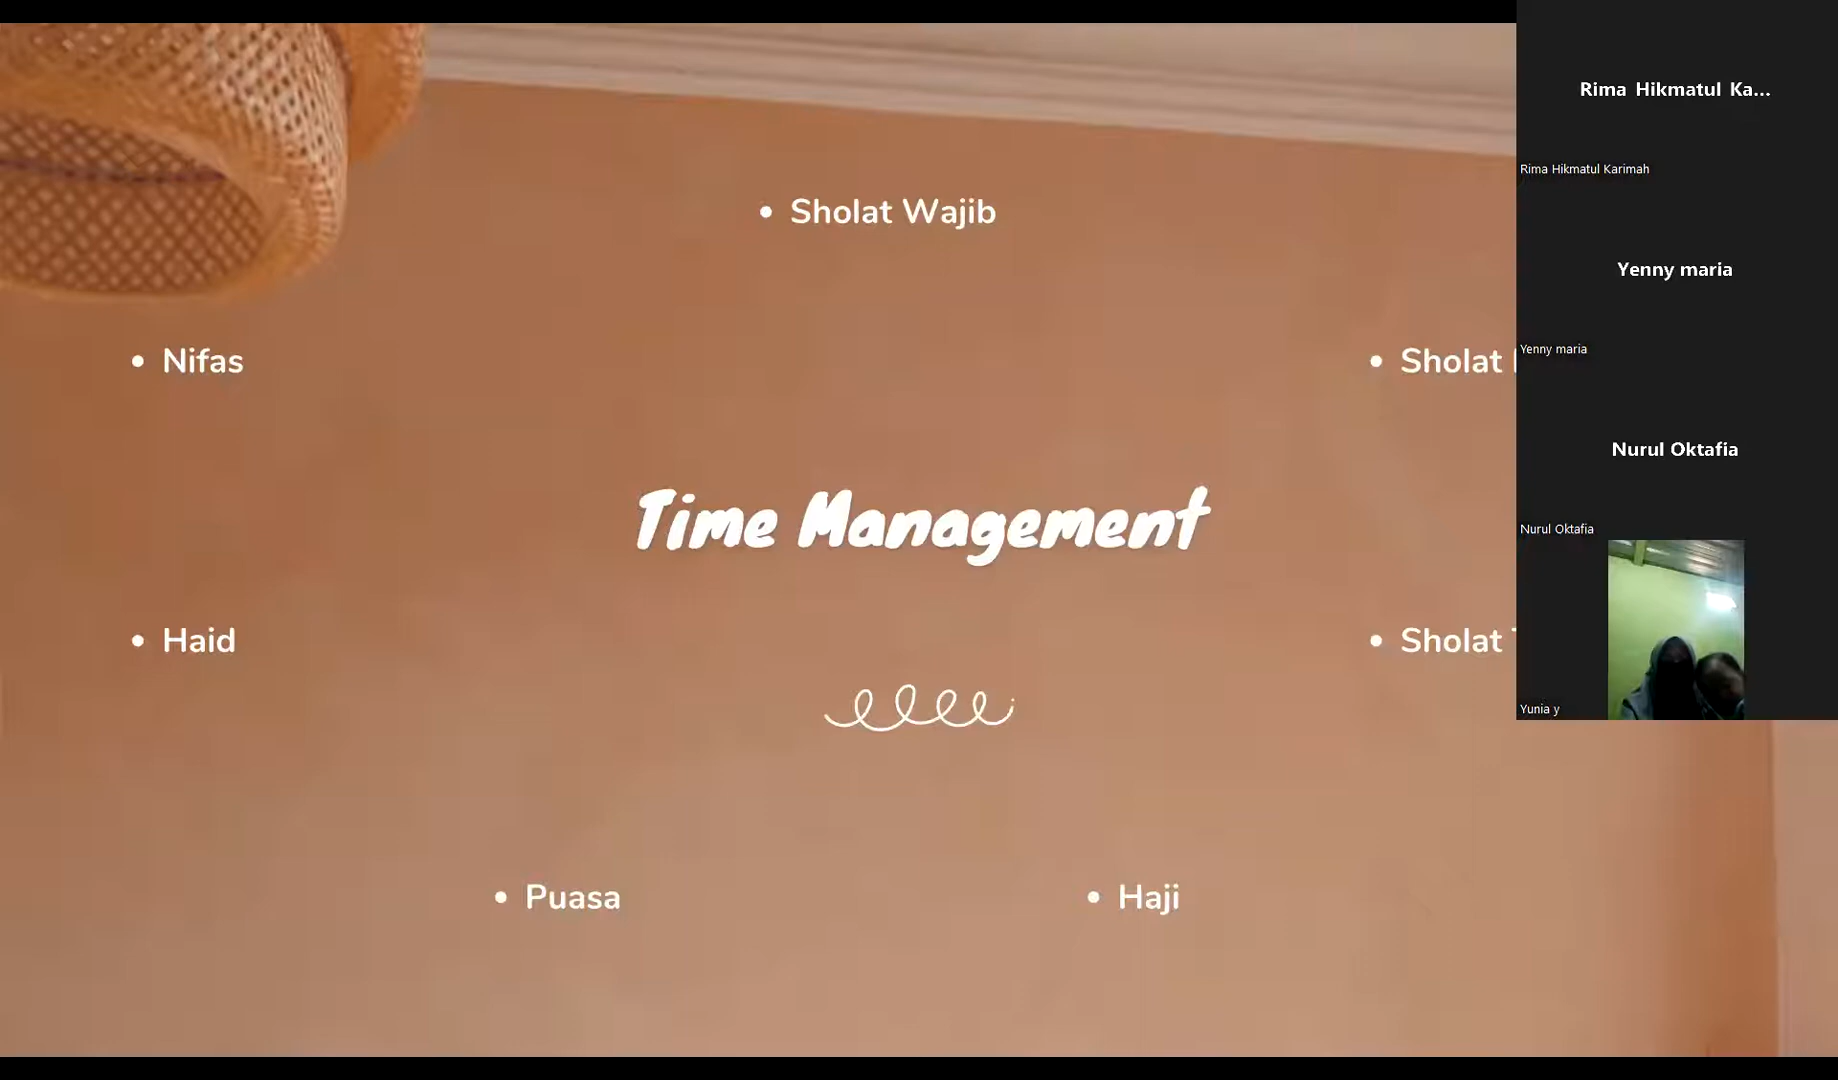 • Sholat Wajib
• Nifas
• Sholat
Time Management
• Haid
• Sholat
• Puasa
• Haji
Rima Hikmatul Ka...
Rima Hikmatul Karimah
Yenny maria
Yenny maria
Nurul Oktafia
Nurul Oktafia
Yunia y